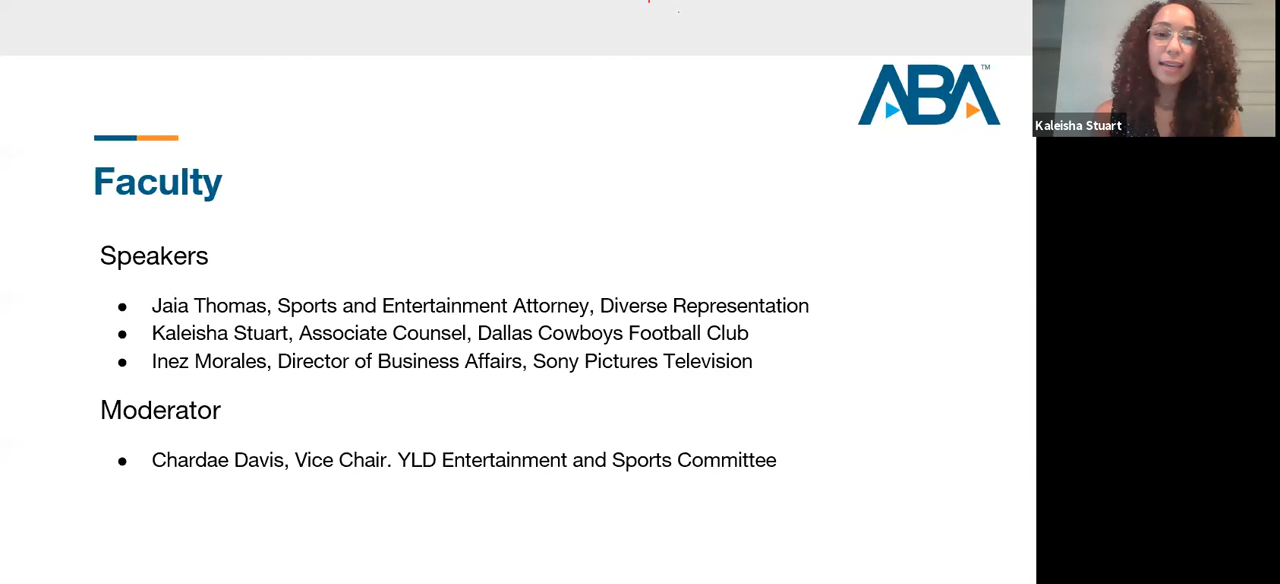 ABA™
Kaleisha Stuart
Faculty
Speakers
● Jaia Thomas, Sports and Entertainment Attorney, Diverse Representation
● Kaleisha Stuart, Associate Counsel, Dallas Cowboys Football Club
● Inez Morales, Director of Business Affairs, Sony Pictures Television
Moderator
● Chardae Davis, Vice Chair. YLD Entertainment and Sports Committee